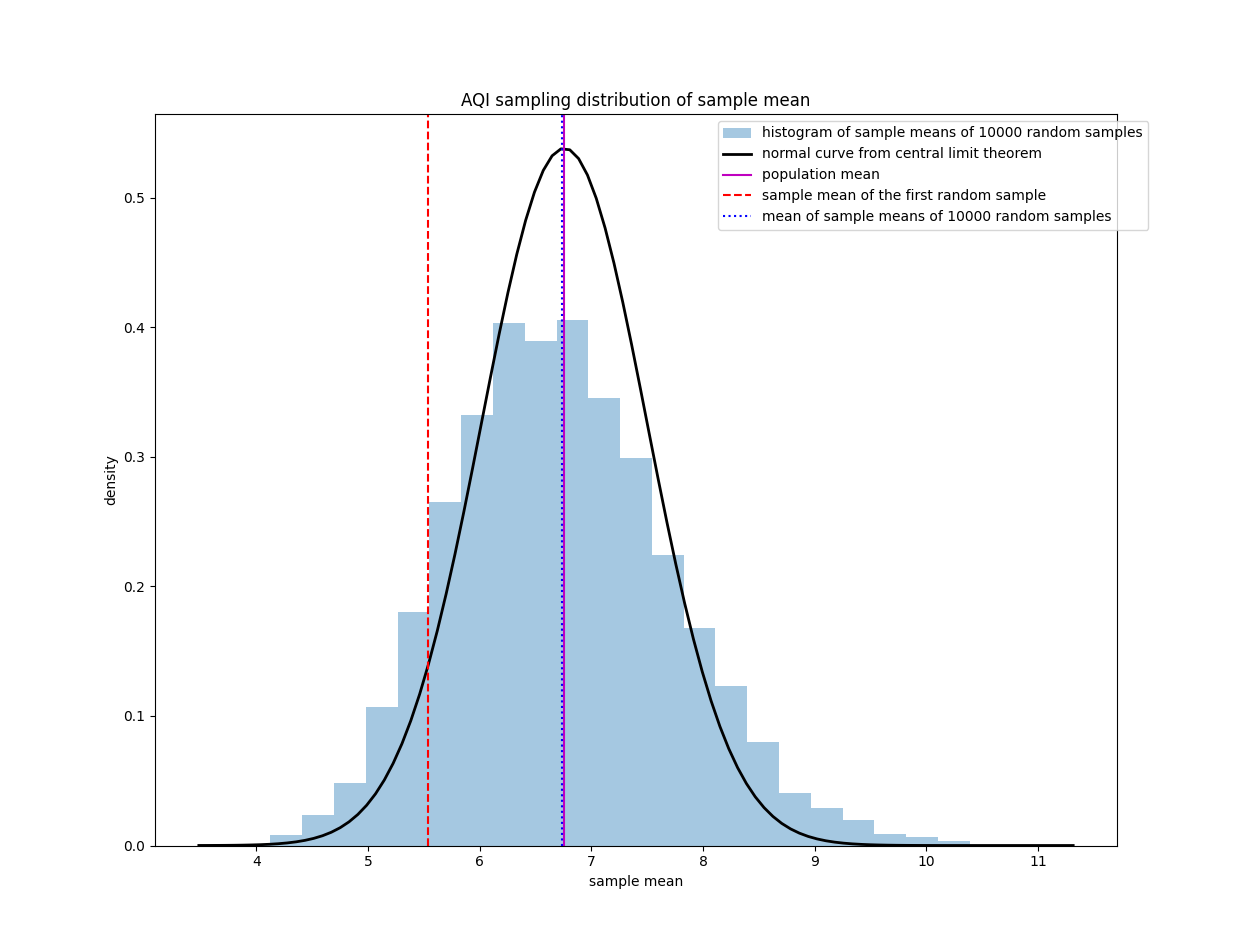 AQI sampling distribution of sample mean
histogram of sample means of 10000 random samples
normal curve from central limit theorem
population mean
sample mean of the first random sample
mean of sample means of 10000 random samples
0.5
0.4
0.3
0.2
0.1
0.0
density
4 5 6 7 8 9 10 11
sample mean